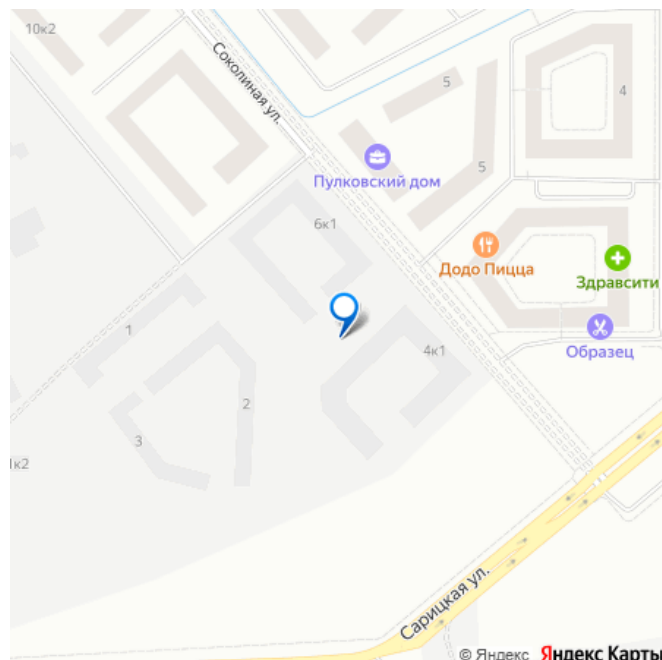 10к2
Соколиная ул.
5
4
Пулковский дом
5
6к1
Додо Пицца
Здравсити
1
4к1
Образец
2
3
1к2
Сарицкая ул.
© Яндекс Яндекс Карты